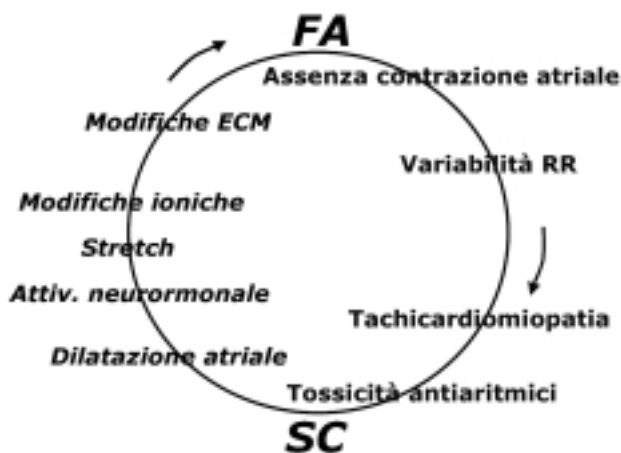 FA
Assenza contrazione atriale
Modifiche ECM
Variabilità RR
Modifiche ioniche
Stretch
Attiv. neurormonale
Tachicardiomiopatia
Dilatazione atriale
Tossicità antiaritmici
SC